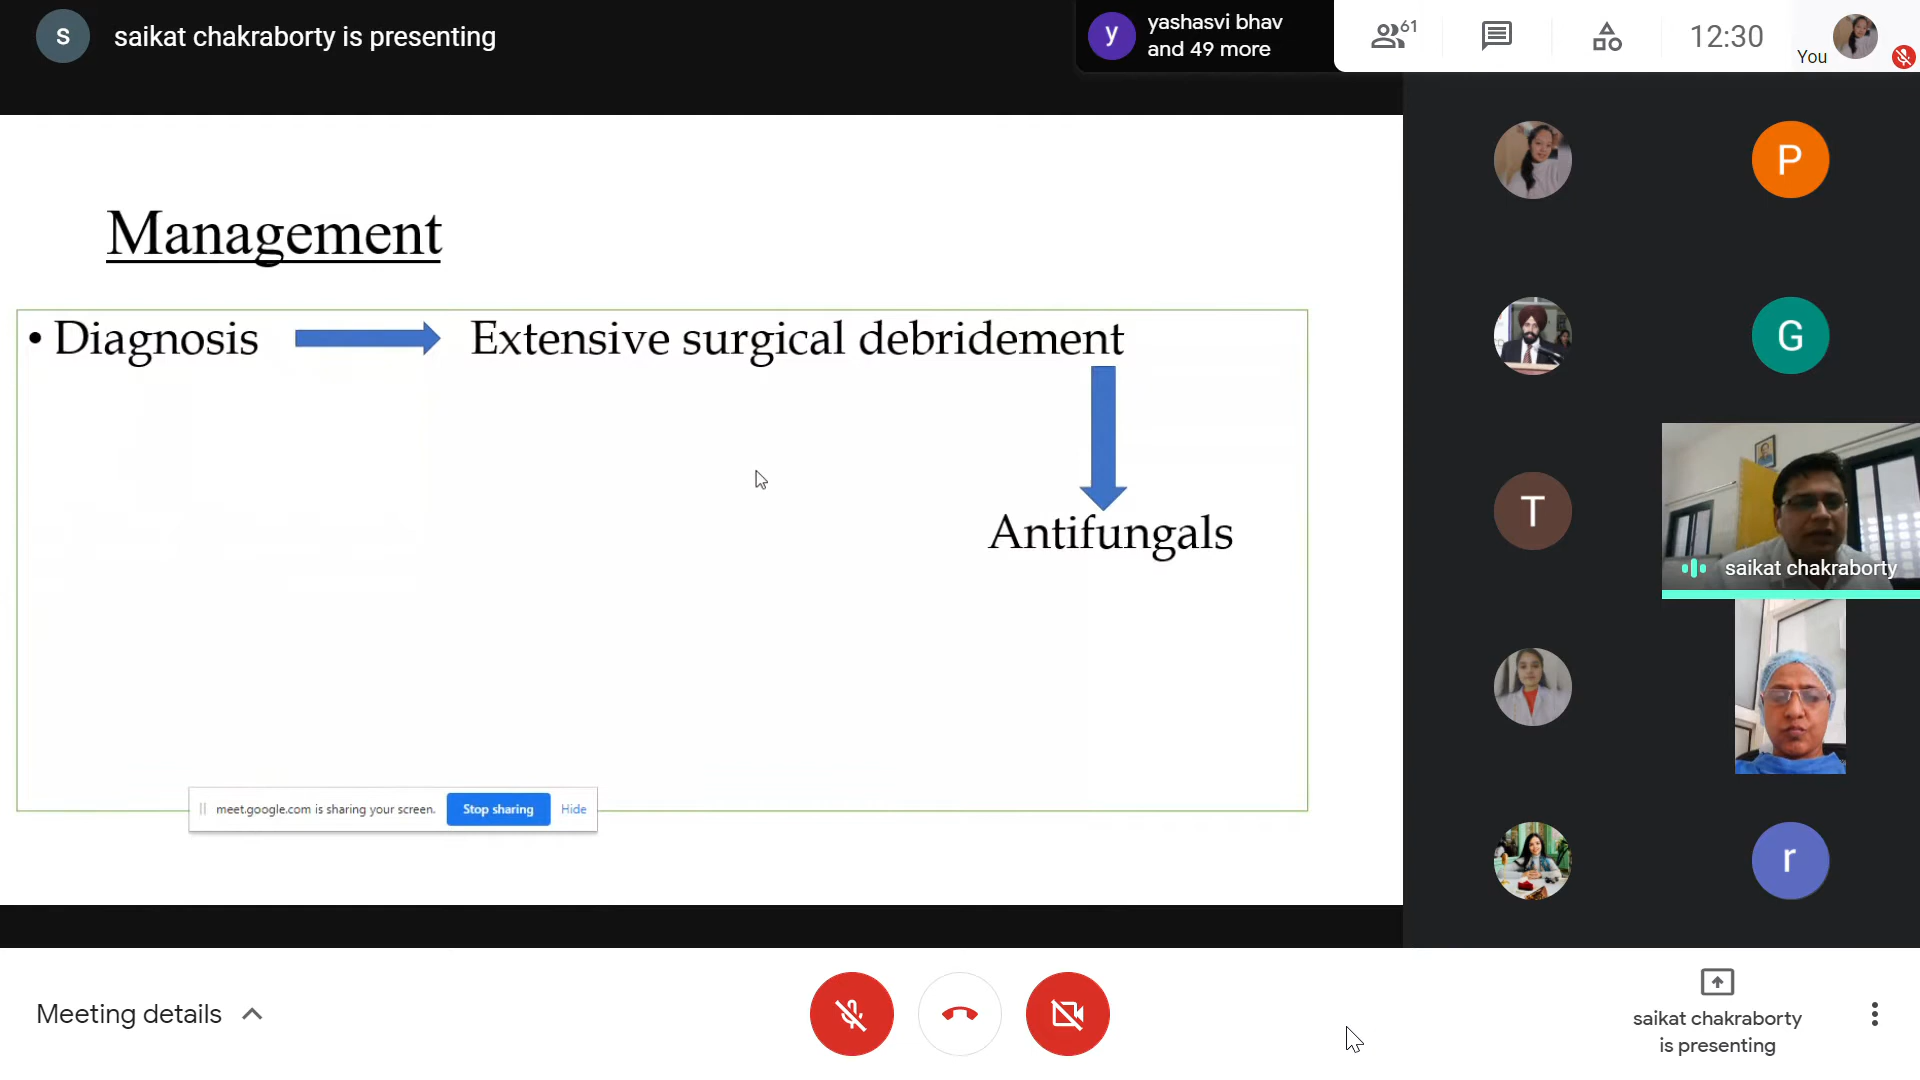 s
saikat chakraborty is presenting
y
yashasvi bhav
and 49 more
61
12:30
You
Management
• Diagnosis
Extensive surgical debridement
Antifungals
meet.google.com is sharing your screen.
Stop sharing
Hide
P
G
T
saikat chakraborty
r
Meeting details
saikat chakraborty
is presenting